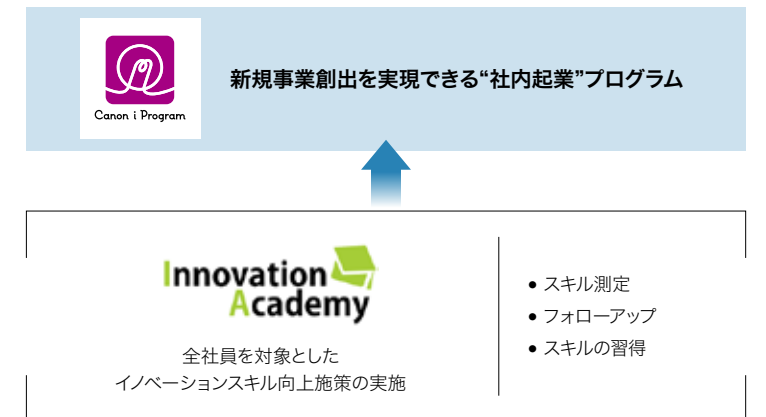 新規事業創出を実現できる“社内起業”プログラム
Canon i Program
Innovation
Academy
全社員を対象とした
イノベーションスキル向上施策の実施
● スキル測定
● フォローアップ
● スキルの習得